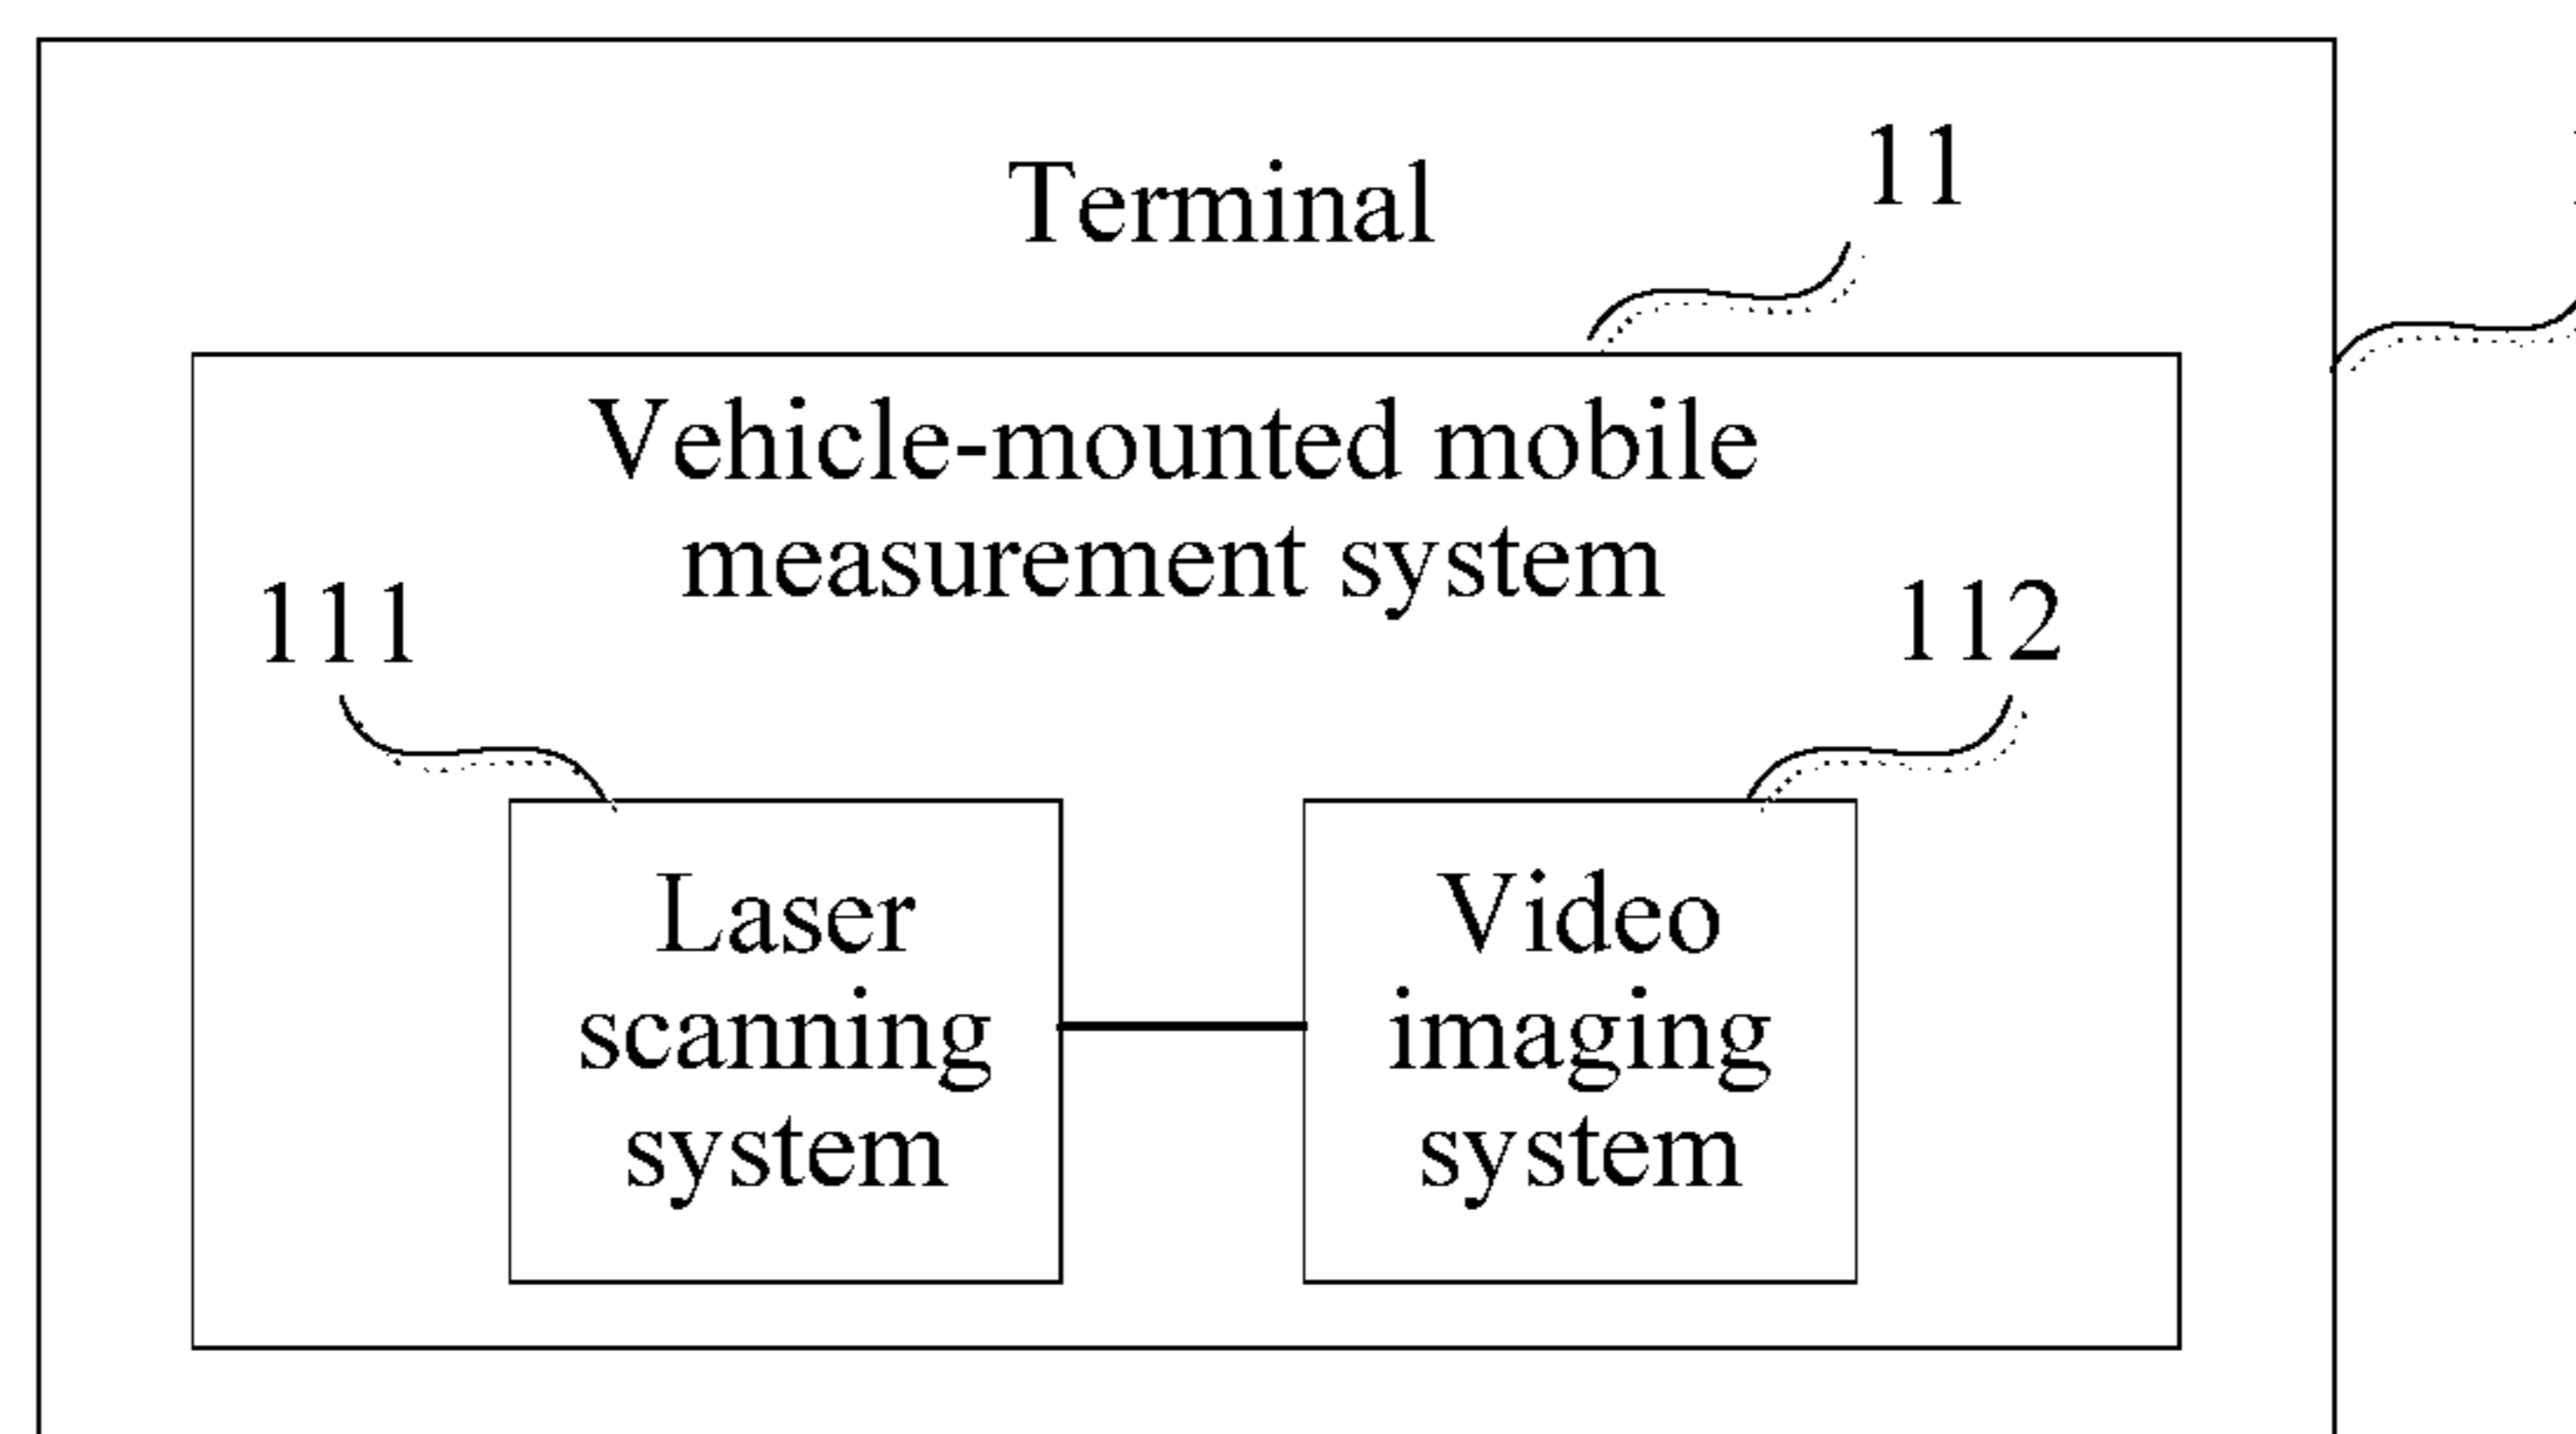 11
Terminal
Vehicle-mounted mobile
measurement system
111
112
Laser
scanning
system
Video
imaging
system